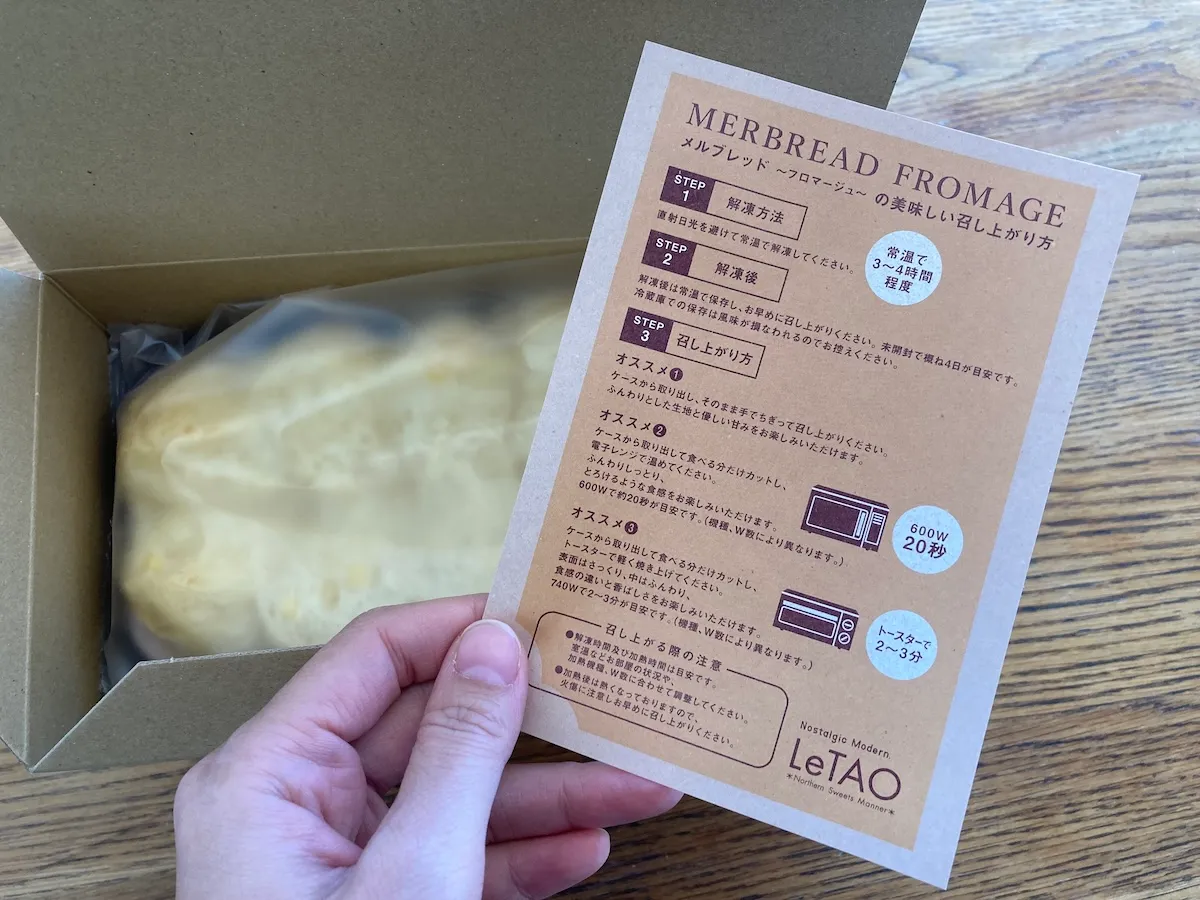 MERBREAD FROMAGE
メルブレッド ～フロマージュ～ の美味しい召し上がり方
STEP 1 解凍方法
直射日光を避けて常温で解凍してください。
常温で
3～4時間
程度
STEP 2 解凍後
解凍後は常温で保存し、お早めに召し上がりください。未開封で概ね4日が目安です。
冷蔵庫での保存は風味が損なわれるのでお控えください。
STEP 3 召し上がり方
オススメ❶
ケースから取り出し、そのまま手でちぎって召し上がりください。
ふんわりとした生地と優しい甘みをお楽しみいただけます。
オススメ❷
ケースから取り出して食べる分だけカットし、
電子レンジで温めてください。
ふんわりしっとり、
とろけるような食感をお楽しみいただけます。
600Wで約20秒が目安です。(機種、W数により異なります。)
600W
20秒
オススメ❸
ケースから取り出して食べる分だけカットし、
トースターで軽く焼き上げてください。
表面はさっくり、中はふんわり、
食感の違いと香ばしさをお楽しみいただけます。
740Wで2～3分が目安です。(機種、W数により異なります。)
トースターで
2～3分
召し上がる際の注意
●解凍時間及び加熱時間は目安です。
室温などお部屋の状況や、
加熱機種、W数に合わせて調整してください。
●加熱後は熱くなっておりますので、
火傷に注意しお早めに召し上がりください。
Nostalgic Modern
LeTAO
*Northern Sweets Manner*